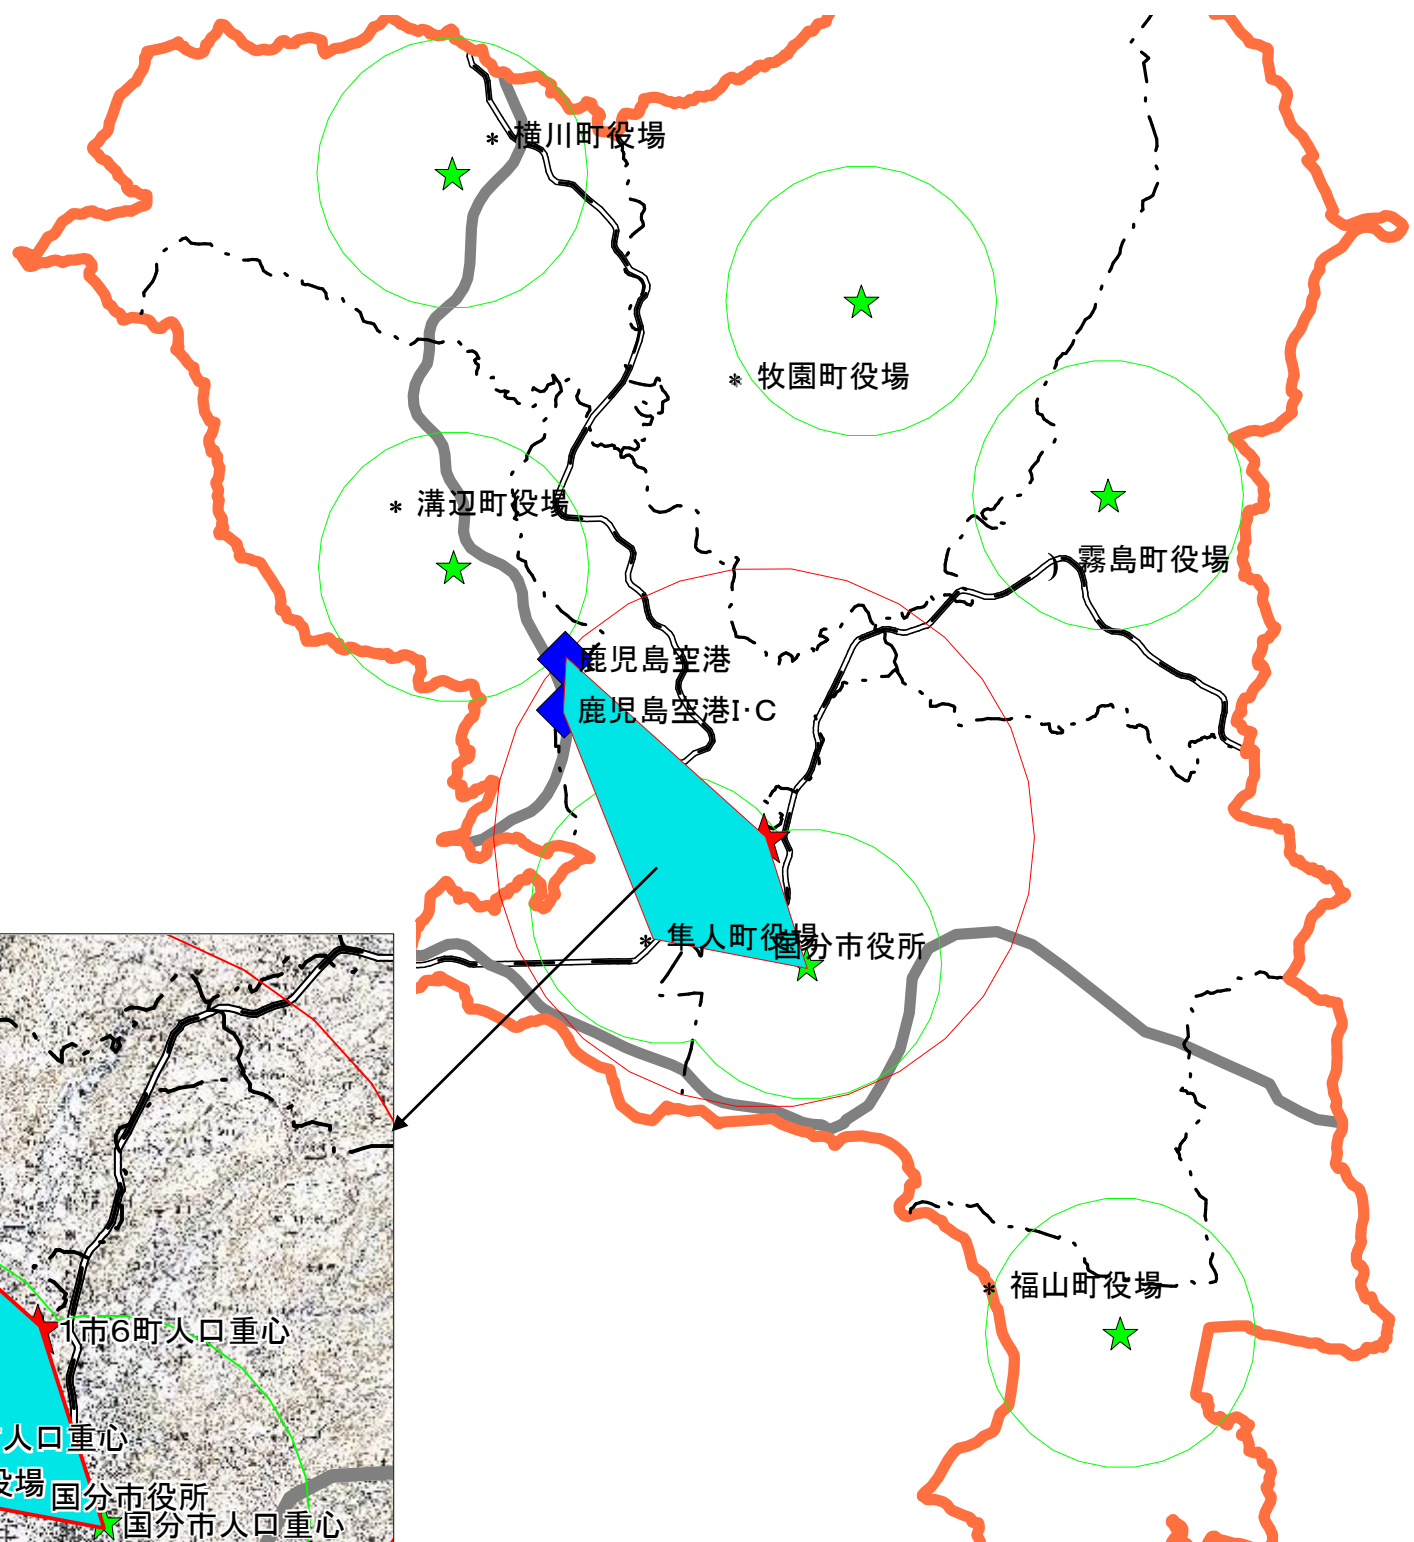 横川町役場
牧園町役場
溝辺町役場
霧島町役場
鹿児島空港
鹿児島空港I・C
隼人町役場
国分市役所
福山町役場
1市6町人口重心
人口重心
役場
国分市役所
国分市人口重心